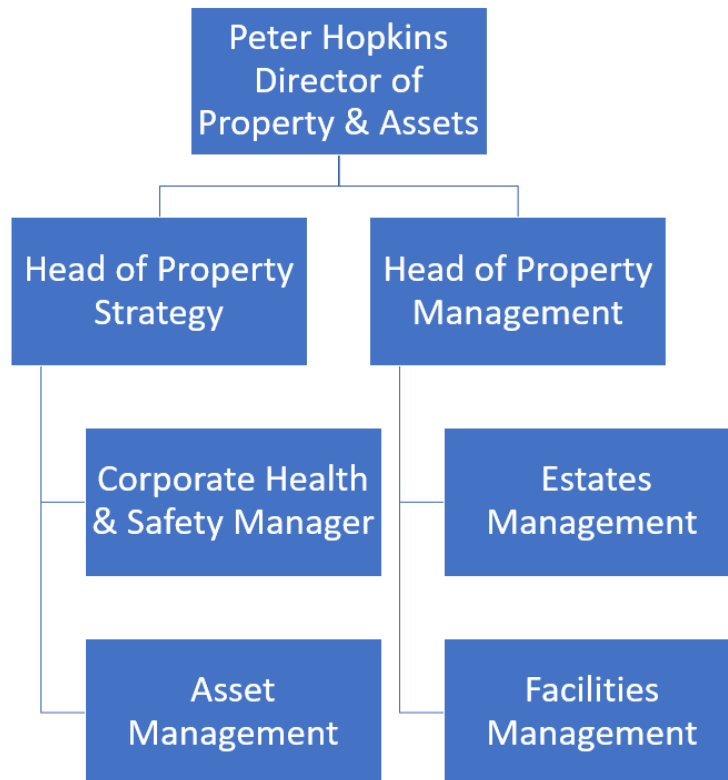 Peter Hopkins
Director of
Property & Assets
Head of Property
Strategy
Head of Property
Management
Corporate Health
& Safety Manager
Estates
Management
Asset
Management
Facilities
Management